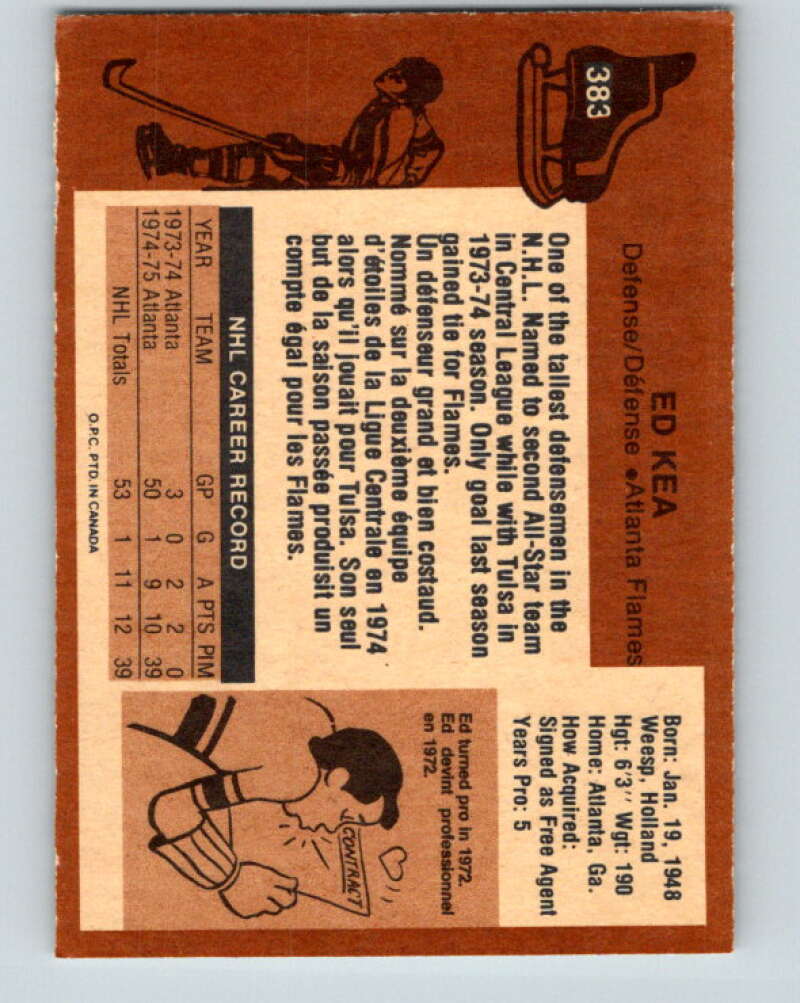 383
ED KEA
Defense/Défense • Atlanta Flames
Born: Jan. 19, 1948
Weesp, Holland
Hgt: 6'3" Wgt: 190
Home: Atlanta, Ga.
How Acquired:
Signed as Free Agent
Years Pro: 5
One of the tallest defensemen in the
N.H.L. Named to second All-Star team
in Central League while with Tulsa in
1973-74 season. Only goal last season
gained tie for Flames.
Un défenseur grand et bien costaud.
Nommé sur la deuxième équipe
d'étoiles de la Ligue Centrale en 1974
alors qu'il jouait pour Tulsa. Son seul
but de la saison passée produisit un
compte égal pour les Flames.
NHL CAREER RECORD
YEAR TEAM GP G A PTS PIM
1973-74 Atlanta 3 0 2 2 0
1974-75 Atlanta 50 1 9 10 39
NHL Totals 53 1 11 12 39
O.P.C. PTD. IN CANADA
Ed turned pro in 1972.
Ed devint professionnel
en 1972.
CONTRACT